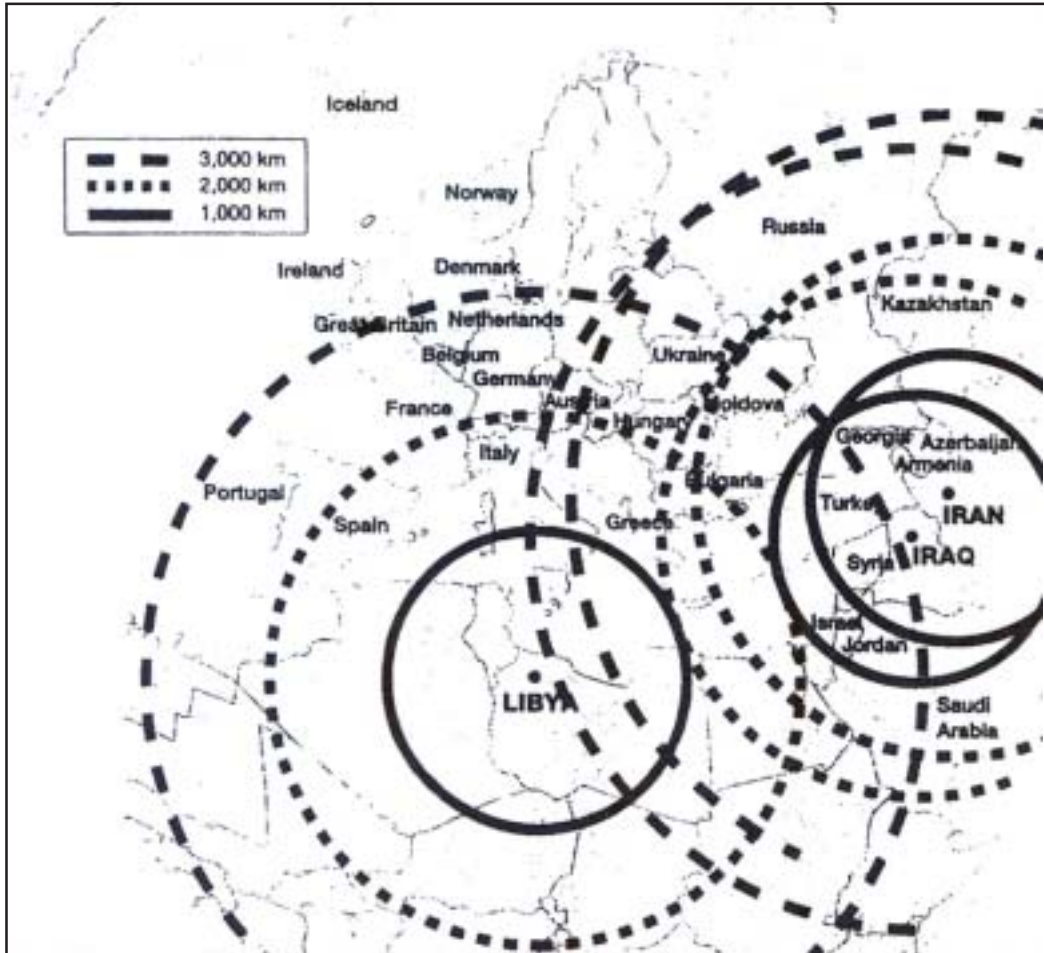 Iceland
3,000 km
2,000 km
1,000 km
Norway
Russia
Ireland
Denmark
Kazakhstan
Great Britain
Netherlands
Belgium
Ukraine
Germany
France
Austria
Hungary
Moldova
Italy
Georgia
Azerbaijan
Armenia
Bulgaria
Portugal
Spain
Greece
Turkey
IRAN
IRAQ
Syria
Israel
Jordan
LIBYA
Saudi
Arabia